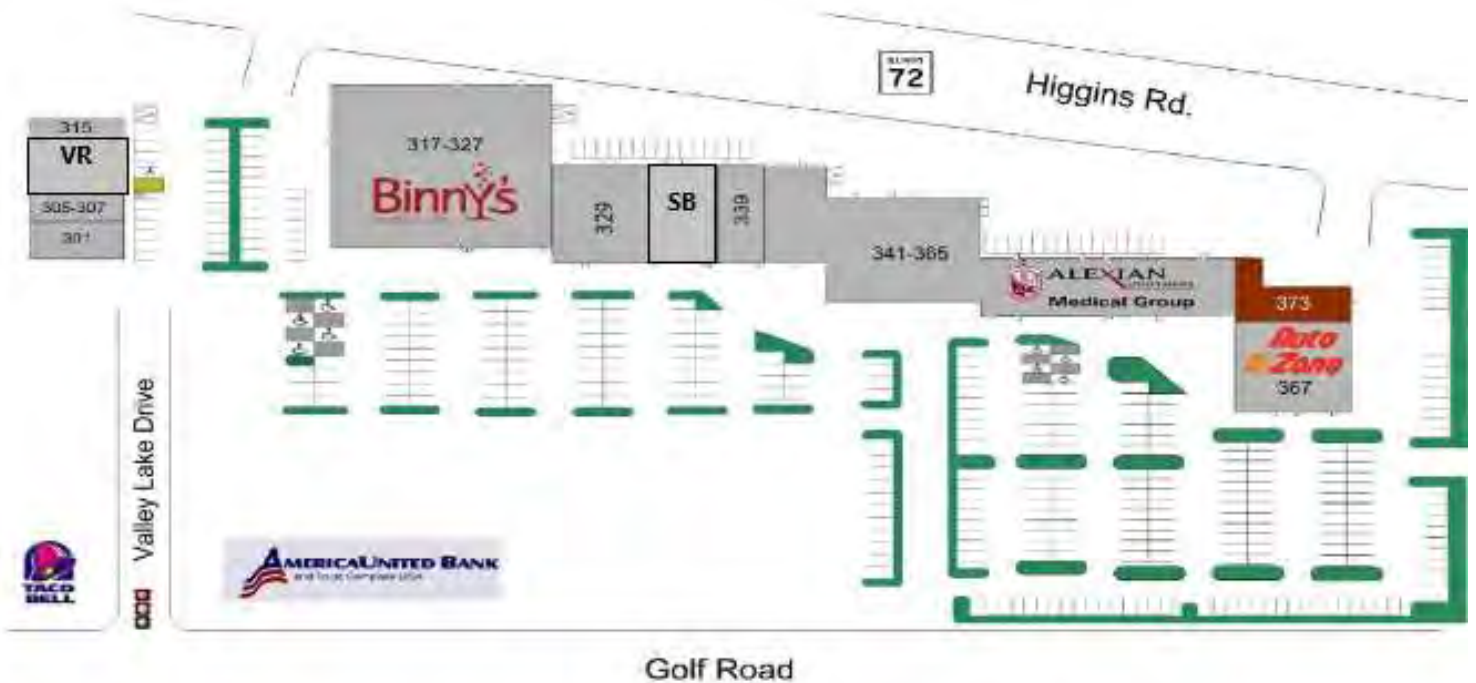 72
Higgins Rd.
315
VR
305-307
301
317-327
Binny's
329
SB
339
341-365
ALEXIAN
Medical Group
373
Auto
Zone
367
Valley Lake Drive
TACO
BELL
AMERICAUNITED BANK
Golf Road